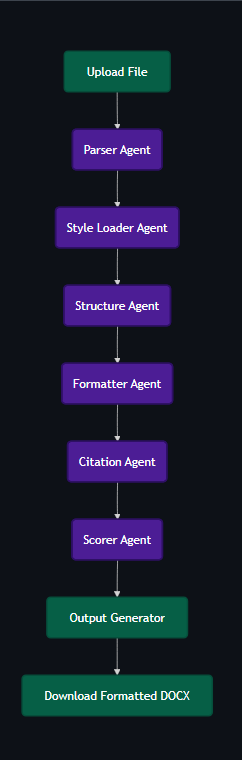 Upload File
Parser Agent
Style Loader Agent
Structure Agent
Formatter Agent
Citation Agent
Scorer Agent
Output Generator
Download Formatted DOCX